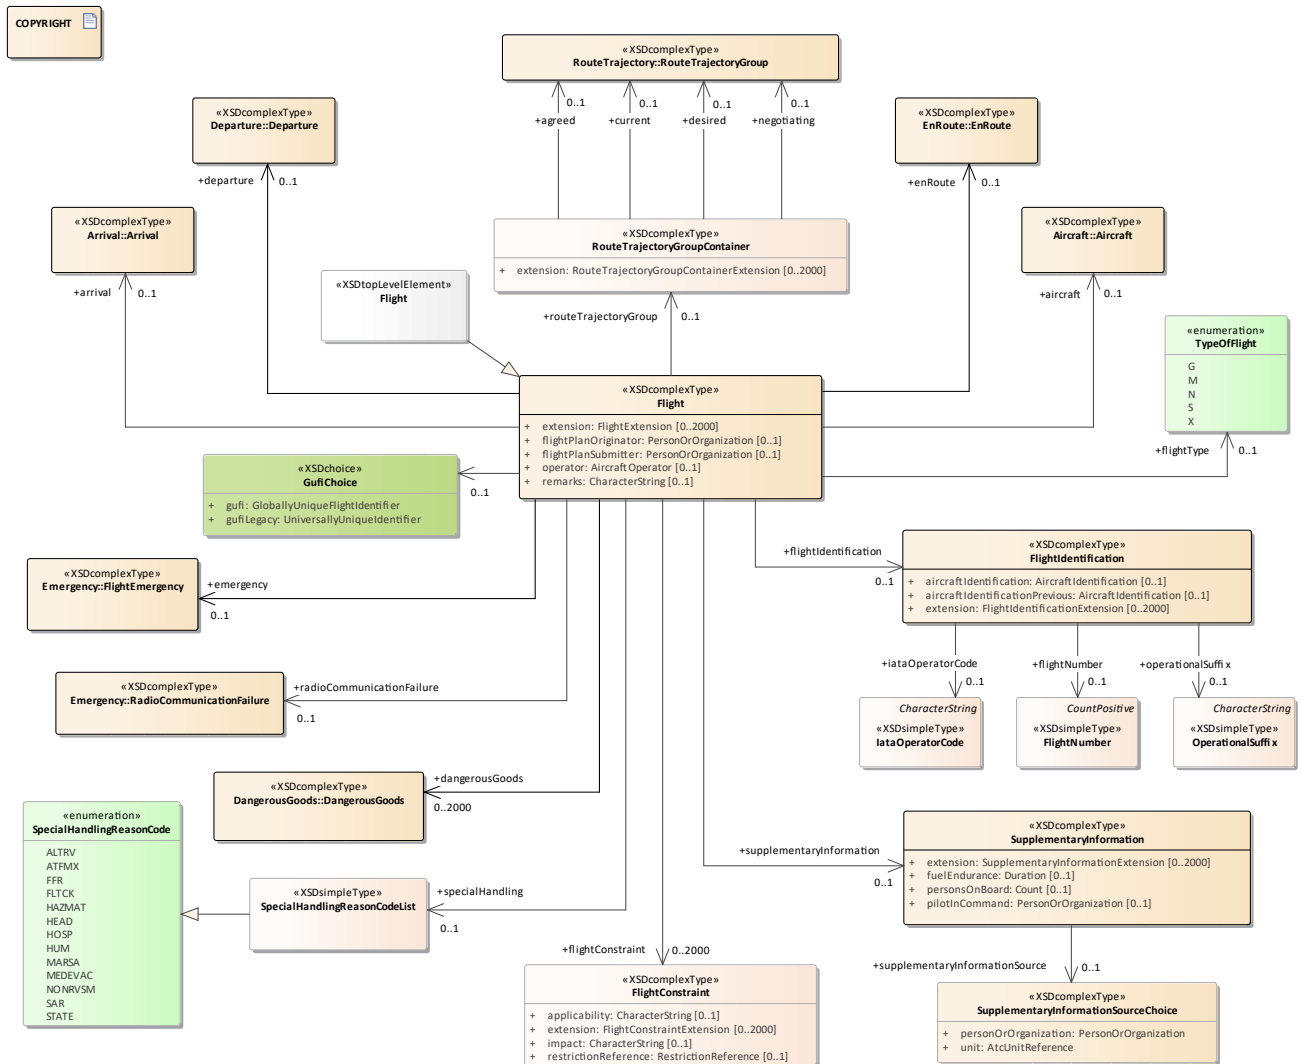 COPYRIGHT
«XSDcomplexType»
RouteTrajectory::RouteTrajectoryGroup
0..1
0..1
0..1
0..1
+agreed
+current
+desired
+negotiating
«XSDcomplexType»
Departure::Departure
+departure
0..1
«XSDcomplexType»
EnRoute::EnRoute
+enRoute
0..1
«XSDcomplexType»
Arrival::Arrival
+arrival
0..1
«XSDcomplexType»
RouteTrajectoryGroupContainer
+ extension: RouteTrajectoryGroupContainerExtension [0..2000]
+routeTrajectoryGroup
0..1
«XSDcomplexType»
Aircraft::Aircraft
+aircraft
0..1
«XSDtopLevelElement»
Flight
«enumeration»
TypeOfFlight
G
M
N
S
X
+flightType
0..1
«XSDcomplexType»
Flight
+ extension: FlightExtension [0..2000]
+ flightPlanOriginator: PersonOrOrganization [0..1]
+ flightPlanSubmitter: PersonOrOrganization [0..1]
+ operator: AircraftOperator [0..1]
+ remarks: CharacterString [0..1]
«XSDchoice»
GufiChoice
+ gufi: GloballyUniqueFlightIdentifier
+ gufiLegacy: UniversallyUniqueIdentifier
0..1
+flightIdentification
0..1
«XSDcomplexType»
FlightIdentification
+ aircraftIdentification: AircraftIdentification [0..1]
+ aircraftIdentificationPrevious: AircraftIdentification [0..1]
+ extension: FlightIdentificationExtension [0..2000]
«XSDcomplexType»
Emergency::FlightEmergency
+emergency
0..1
+iataOperatorCode
0..1
+flightNumber
0..1
+operationalSuffix
0..1
CharacterString
«XSDsimpleType»
IataOperatorCode
CountPositive
«XSDsimpleType»
FlightNumber
CharacterString
«XSDsimpleType»
OperationalSuffix
«XSDcomplexType»
Emergency::RadioCommunicationFailure
+radioCommunicationFailure
0..1
«XSDcomplexType»
DangerousGoods::DangerousGoods
+dangerousGoods
0..2000
«enumeration»
SpecialHandlingReasonCode
ALTRV
ATFMX
FFR
FLTCK
HAZMAT
HEAD
HOSP
HUM
MARSA
MEDEVAC
NONRVSM
SAR
STATE
«XSDsimpleType»
SpecialHandlingReasonCodeList
+specialHandling
0..1
+supplementaryInformation
0..1
«XSDcomplexType»
SupplementaryInformation
+ extension: SupplementaryInformationExtension [0..2000]
+ fuelEndurance: Duration [0..1]
+ personsOnBoard: Count [0..1]
+ pilotInCommand: PersonOrOrganization [0..1]
+flightConstraint
0..2000
«XSDcomplexType»
FlightConstraint
+ applicability: CharacterString [0..1]
+ extension: FlightConstraintExtension [0..2000]
+ impact: CharacterString [0..1]
+ restrictionReference: RestrictionReference [0..1]
+supplementaryInformationSource
0..1
«XSDcomplexType»
SupplementaryInformationSourceChoice
+ personOrOrganization: PersonOrOrganization
+ unit: AtcUnitReference